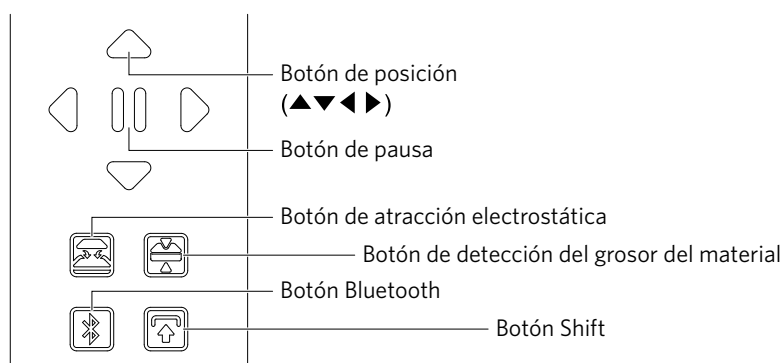 Botón de posición
(▲▼◀ ▶)
Botón de pausa
Botón de atracción electrostática
Botón de detección del grosor del material
Botón Bluetooth
Botón Shift